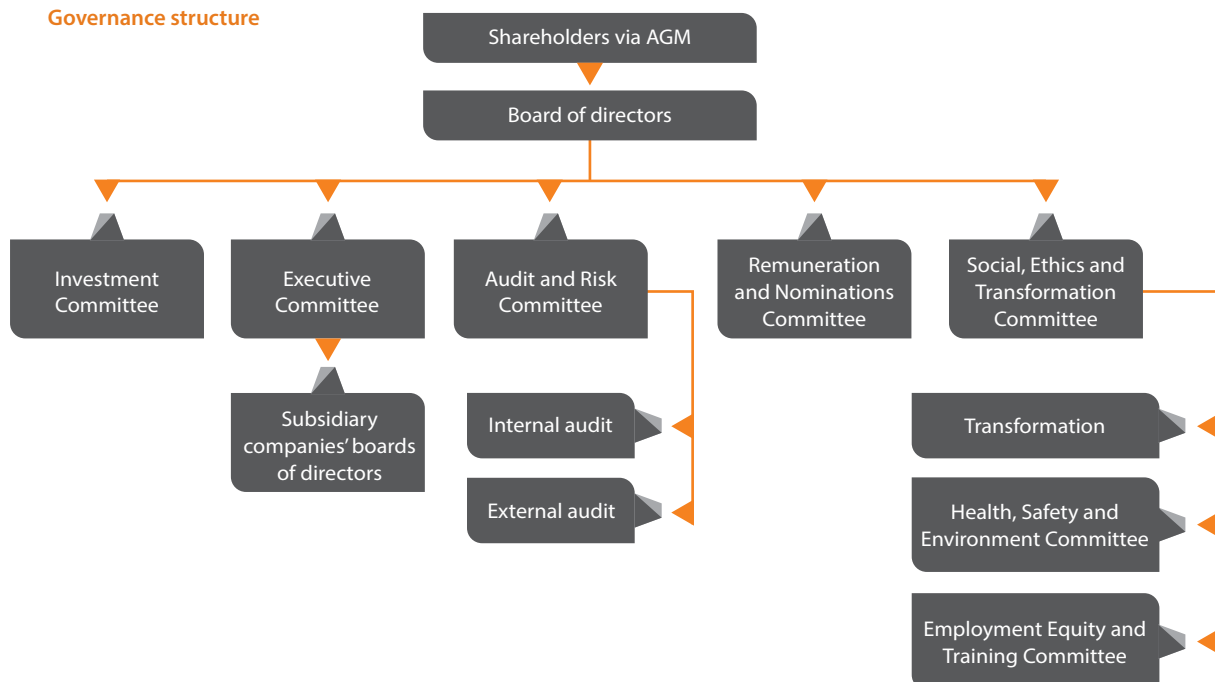 Governance structure
Shareholders via AGM
Board of directors
Investment
Committee
Executive
Committee
Audit and Risk
Committee
Remuneration
and Nominations
Committee
Social, Ethics and
Transformation
Committee
Subsidiary
companies’ boards
of directors
Internal audit
External audit
Transformation
Health, Safety and
Environment Committee
Employment Equity and
Training Committee